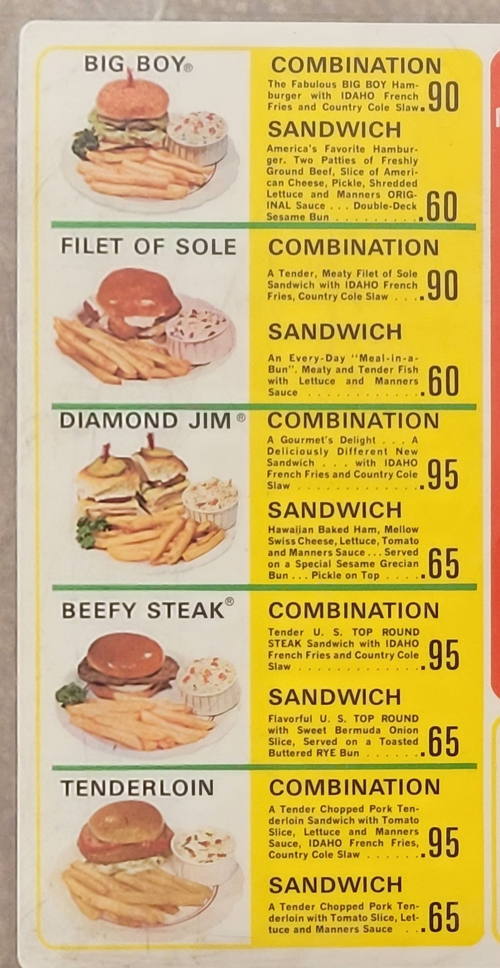 BIG BOY®
COMBINATION
The Fabulous BIG BOY Ham-
burger with IDAHO French
Fries and Country Cole Slaw .90
SANDWICH
America's Favorite Hambur-
ger. Two Patties of Freshly
Ground Beef, Slice of Ameri-
can Cheese, Pickle, Shredded
Lettuce and Manners ORIG-
INAL Sauce . . . Double-Deck
Sesame Bun . . . . . . . . . .60
FILET OF SOLE
COMBINATION
A Tender, Meaty Filet of Sole
Sandwich with IDAHO French
Fries, Country Cole Slaw . . . .90
SANDWICH
An Every-Day "Meal-in-a-
Bun". Meaty and Tender Fish
with Lettuce and Manners
Sauce . . . . . . . . . . . . .60
DIAMOND JIM®
COMBINATION
A Gourmet's Delight . . . A
Deliciously Different New
Sandwich . . . with IDAHO
French Fries and Country Cole
Slaw . . . . . . . . . . . . . .95
SANDWICH
Hawaiian Baked Ham, Mellow
Swiss Cheese, Lettuce, Tomato
and Manners Sauce . . . Served
on a Special Sesame Grecian
Bun . . . Pickle on Top . . . . .65
BEEFY STEAK®
COMBINATION
Tender U. S. TOP ROUND
STEAK Sandwich with IDAHO
French Fries and Country Cole
Slaw . . . . . . . . . . . . . .95
SANDWICH
Flavorful U. S. TOP ROUND
with Sweet Bermuda Onion
Slice, Served on a Toasted
Buttered RYE Bun . . . . . . .65
TENDERLOIN
COMBINATION
A Tender Chopped Pork Ten-
derloin Sandwich with Tomato
Slice, Lettuce and Manners
Sauce, IDAHO French Fries,
Country Cole Slaw . . . . . . .95
SANDWICH
A Tender Chopped Pork Ten-
derloin with Tomato Slice, Let-
tuce and Manners Sauce . . .65